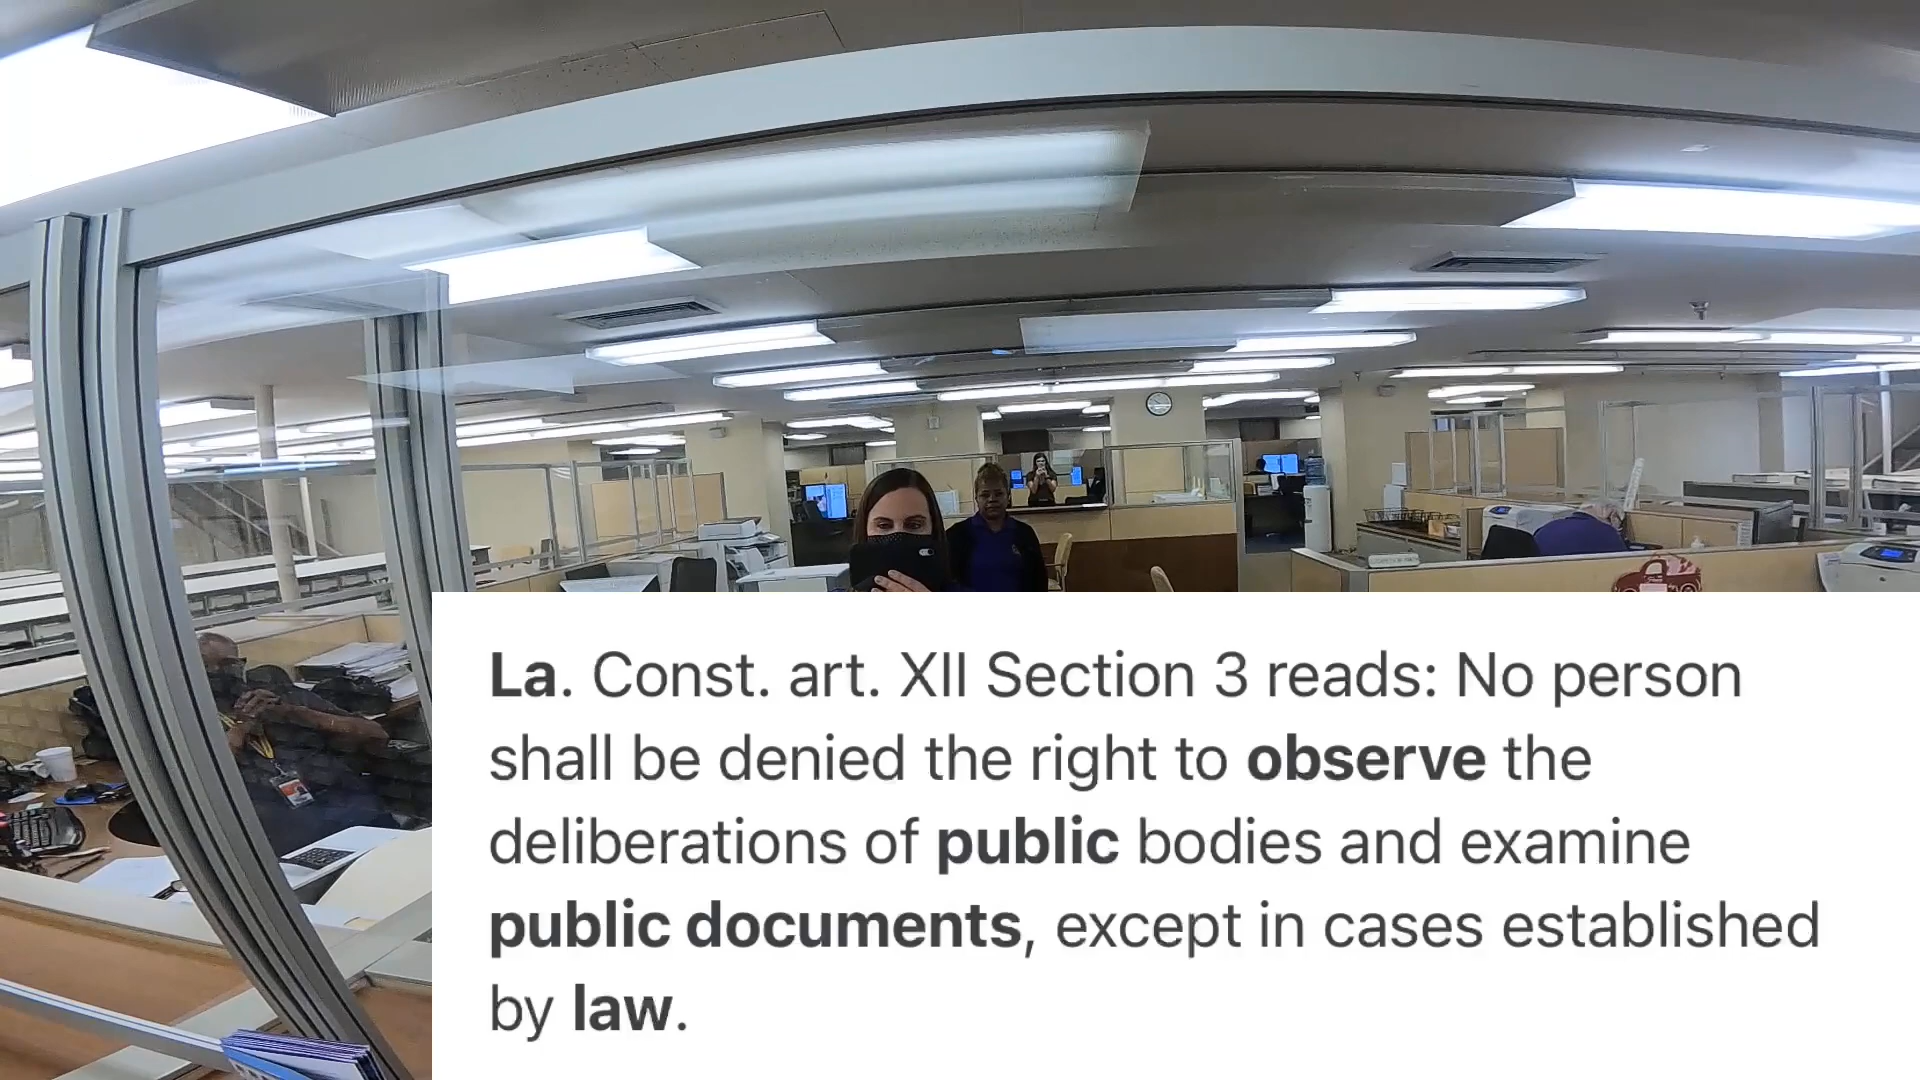 La. Const. art. XII Section 3 reads: No person
shall be denied the right to observe the
deliberations of public bodies and examine
public documents, except in cases established
by law.